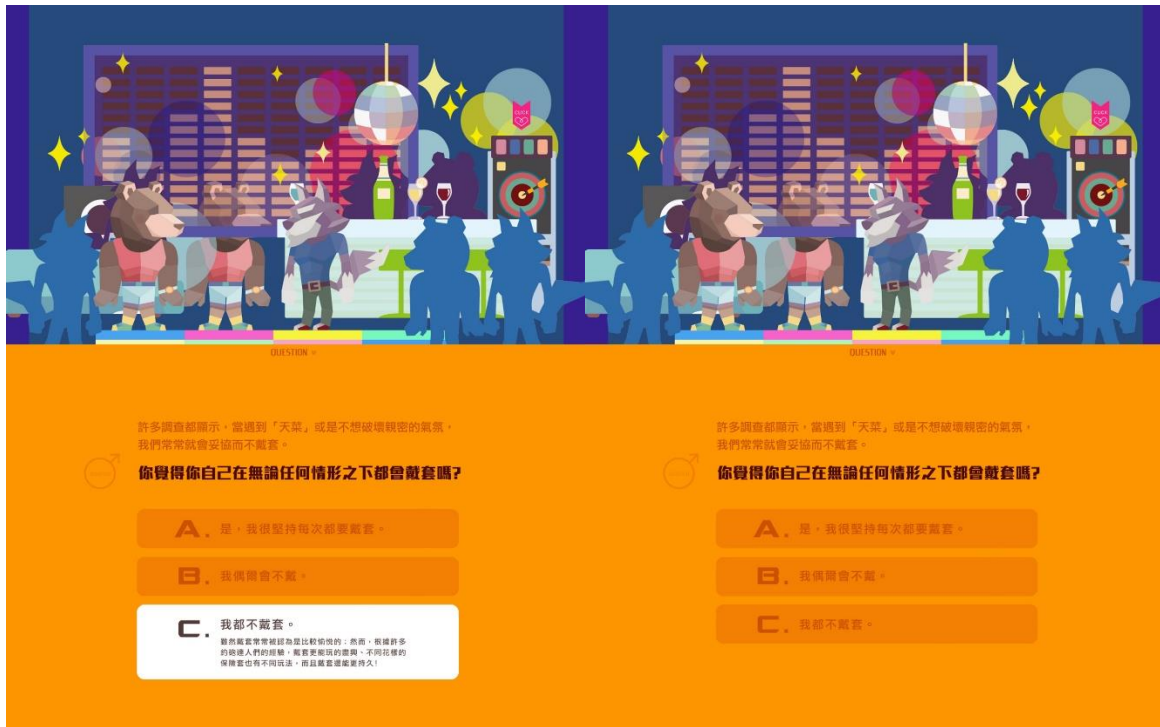 CLICK
QUESTION
許多調查都顯示，當遇到「天菜」或是不想破壞親密的氣氛，
我們常常就會妥協而不戴套。
你覺得你自己在無論任何情形之下都會戴套嗎?
A. 是，我很堅持每次都要戴套。
B. 我偶爾會不戴。
C. 我都不戴套。
雖然戴套常常被認為是比較愉悅的；然而，根據許多
的砲達人們的經驗，戴套更能玩的盡興、不同花樣的
保險套也有不同玩法，而且戴套還能更持久!
CLICK
QUESTION
許多調查都顯示，當遇到「天菜」或是不想破壞親密的氣氛，
我們常常就會妥協而不戴套。
你覺得你自己在無論任何情形之下都會戴套嗎?
A. 是，我很堅持每次都要戴套。
B. 我偶爾會不戴。
C. 我都不戴套。